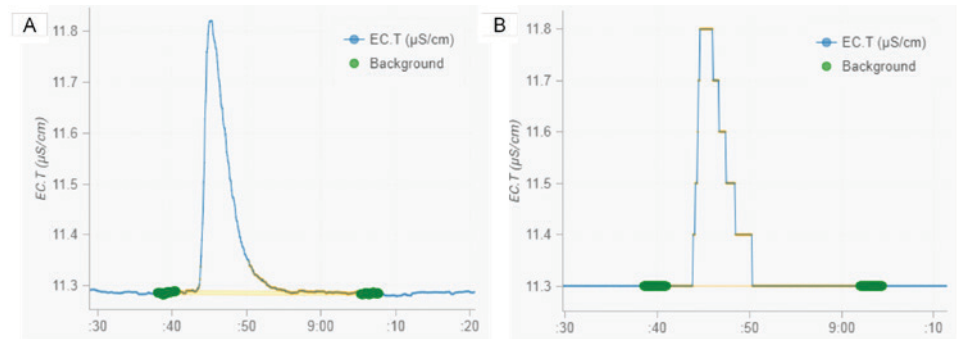 A
EC.T (µS/cm)
11.8
11.7
11.6
11.5
11.4
11.3
EC.T (µS/cm)
Background
:30 :40 :50 9:00 :10 :20
B
EC.T (µS/cm)
11.8
11.7
11.6
11.5
11.4
11.3
EC.T (µS/cm)
Background
:30 :40 :50 9:00 :10